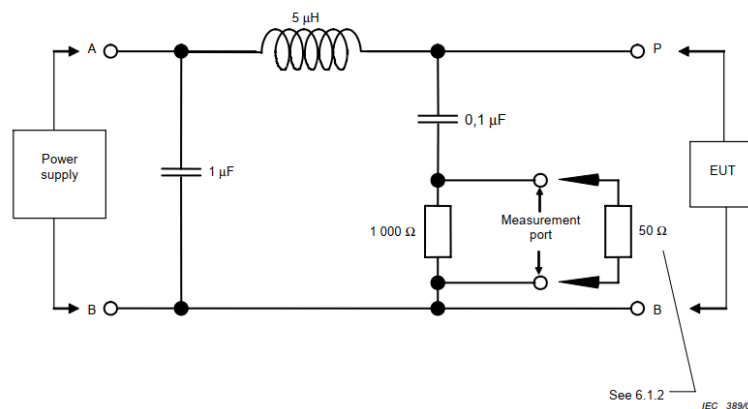 5 µH
A
P
0,1 µF
Power
supply
1 µF
EUT
1 000 Ω
Measurement
port
50 Ω
B
B
See 6.1.2